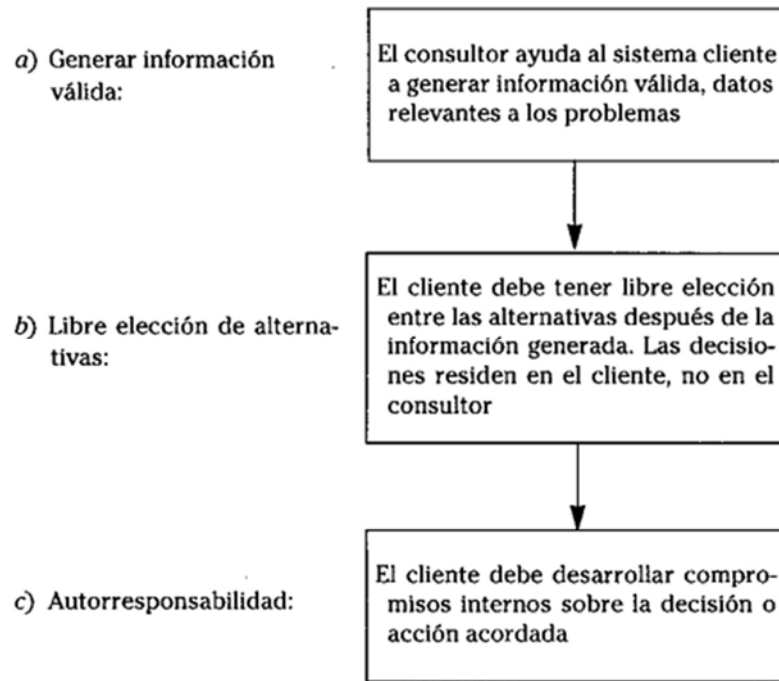 a) Generar información
válida:
El consultor ayuda al sistema cliente
a generar información válida, datos
relevantes a los problemas
b) Libre elección de alterna-
tivas:
El cliente debe tener libre elección
entre las alternativas después de la
información generada. Las decisio-
nes residen en el cliente, no en el
consultor
c) Autorresponsabilidad:
El cliente debe desarrollar compro-
misos internos sobre la decisión o
acción acordada